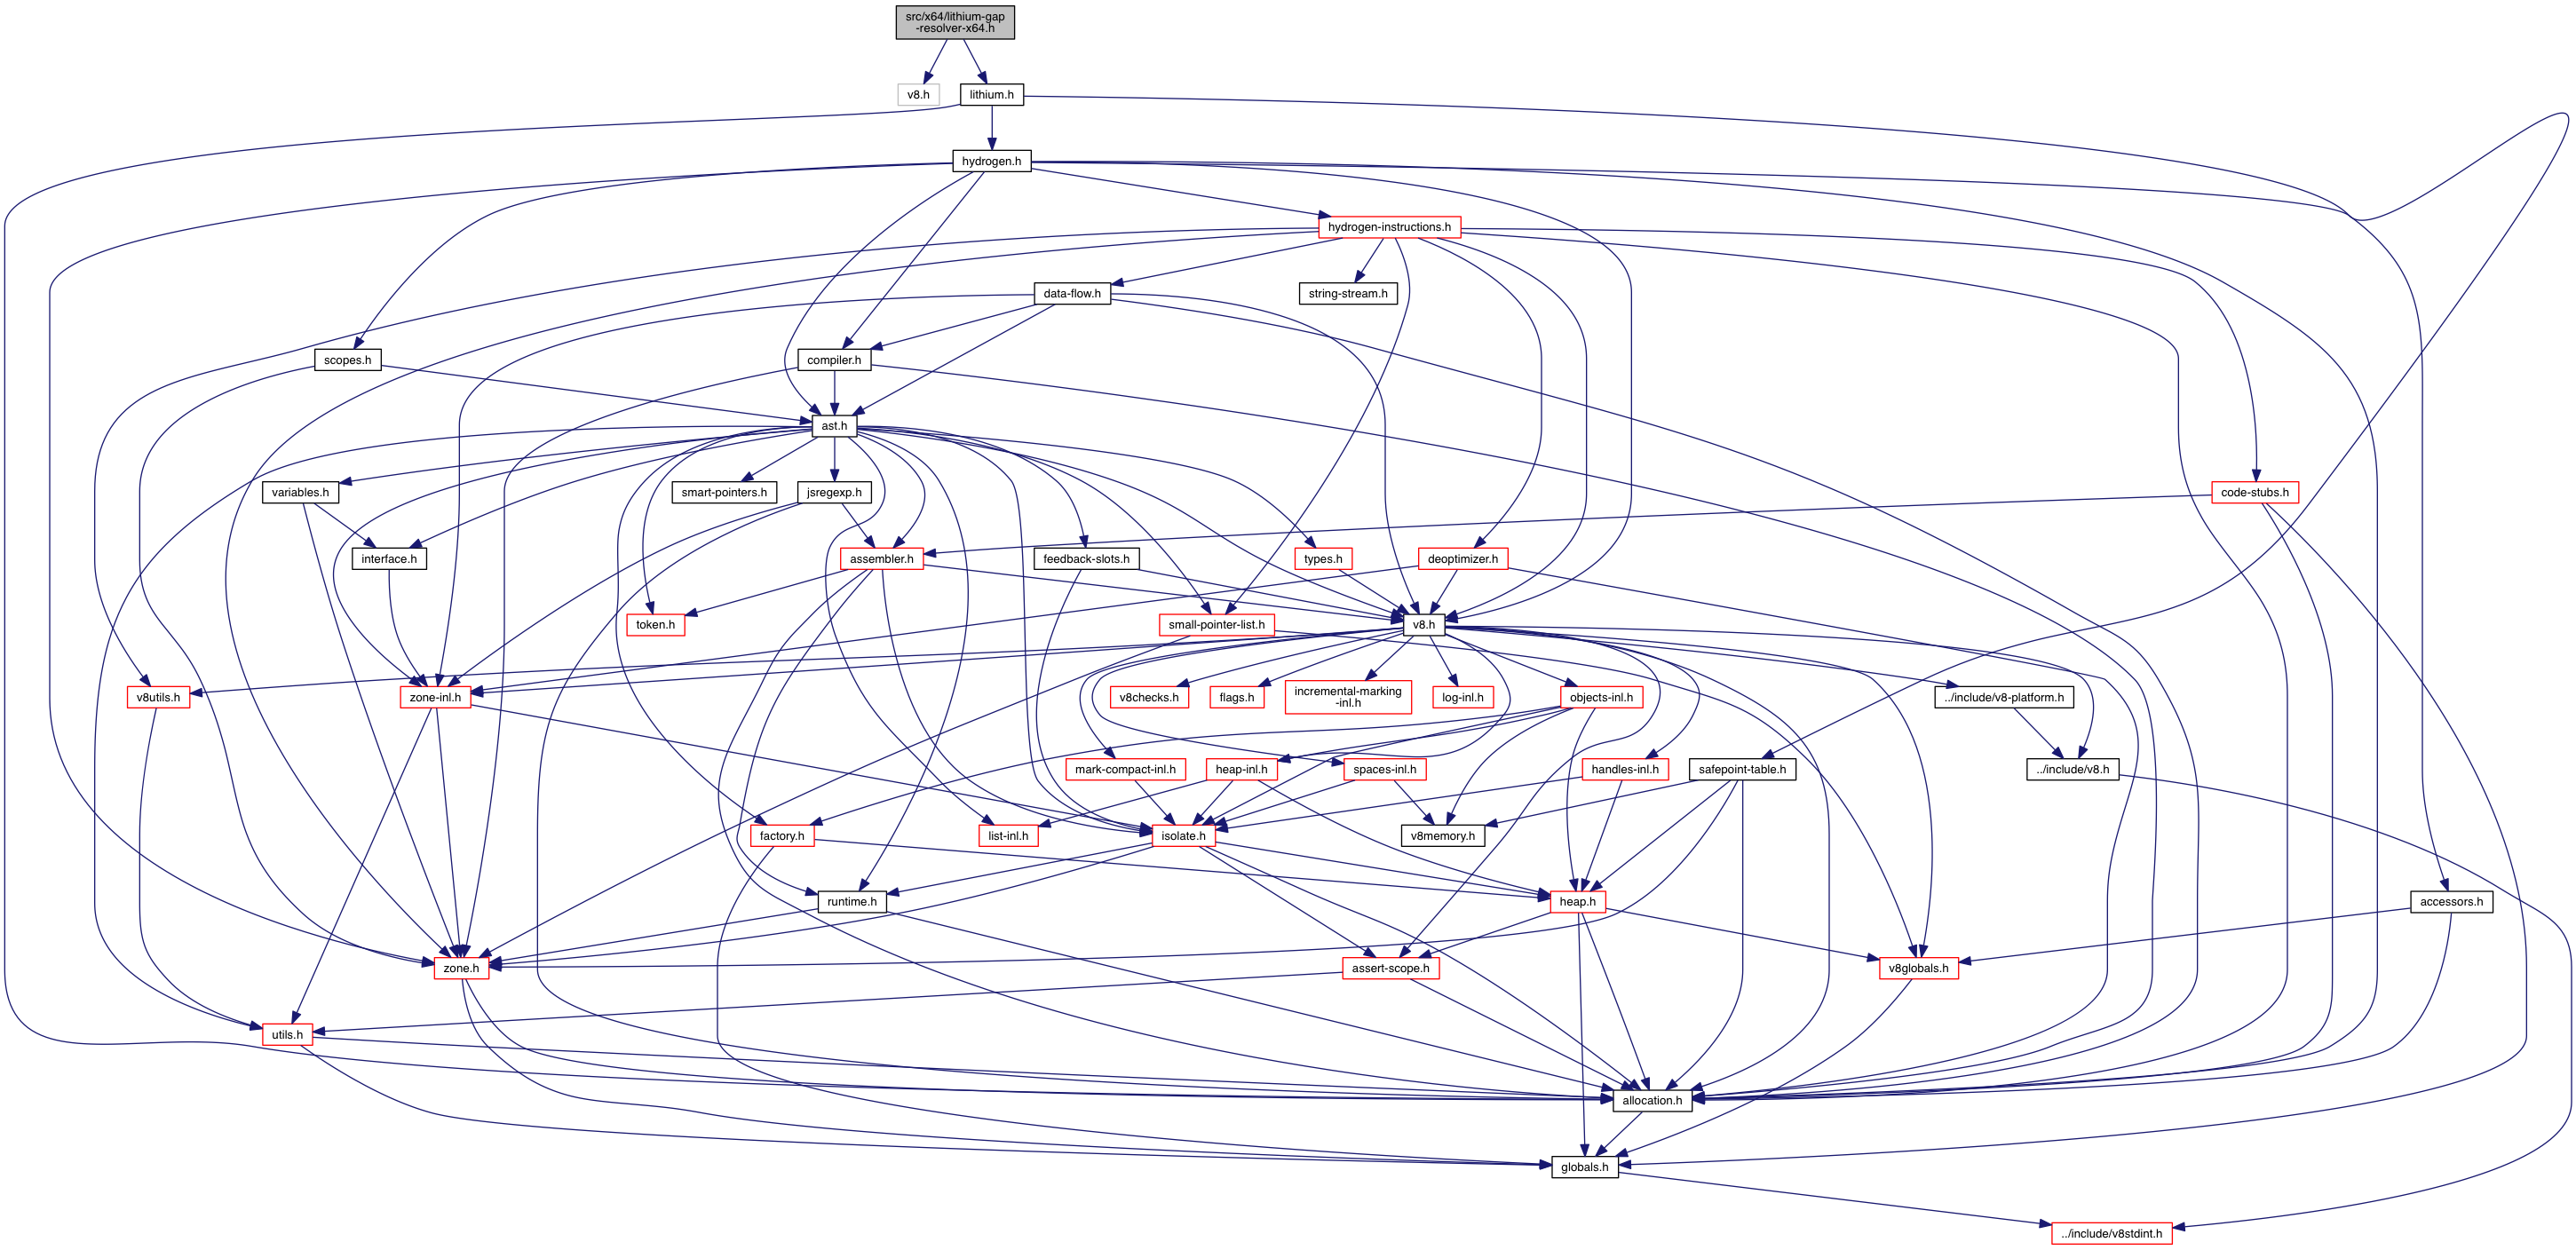 src/x64/lithium-gap
-resolver-x64.h
v8.h
lithium.h
hydrogen.h
hydrogen-instructions.h
data-flow.h
string-stream.h
scopes.h
compiler.h
ast.h
variables.h
smart-pointers.h
jsregexp.h
code-stubs.h
interface.h
assembler.h
feedback-slots.h
types.h
deoptimizer.h
token.h
small-pointer-list.h
v8.h
v8utils.h
zone-inl.h
v8checks.h
flags.h
incremental-marking
-inl.h
log-inl.h
objects-inl.h
../include/v8-platform.h
mark-compact-inl.h
heap-inl.h
spaces-inl.h
handles-inl.h
safepoint-table.h
../include/v8.h
factory.h
list-inl.h
isolate.h
v8memory.h
runtime.h
heap.h
accessors.h
zone.h
assert-scope.h
v8globals.h
utils.h
allocation.h
globals.h
../include/v8stdint.h